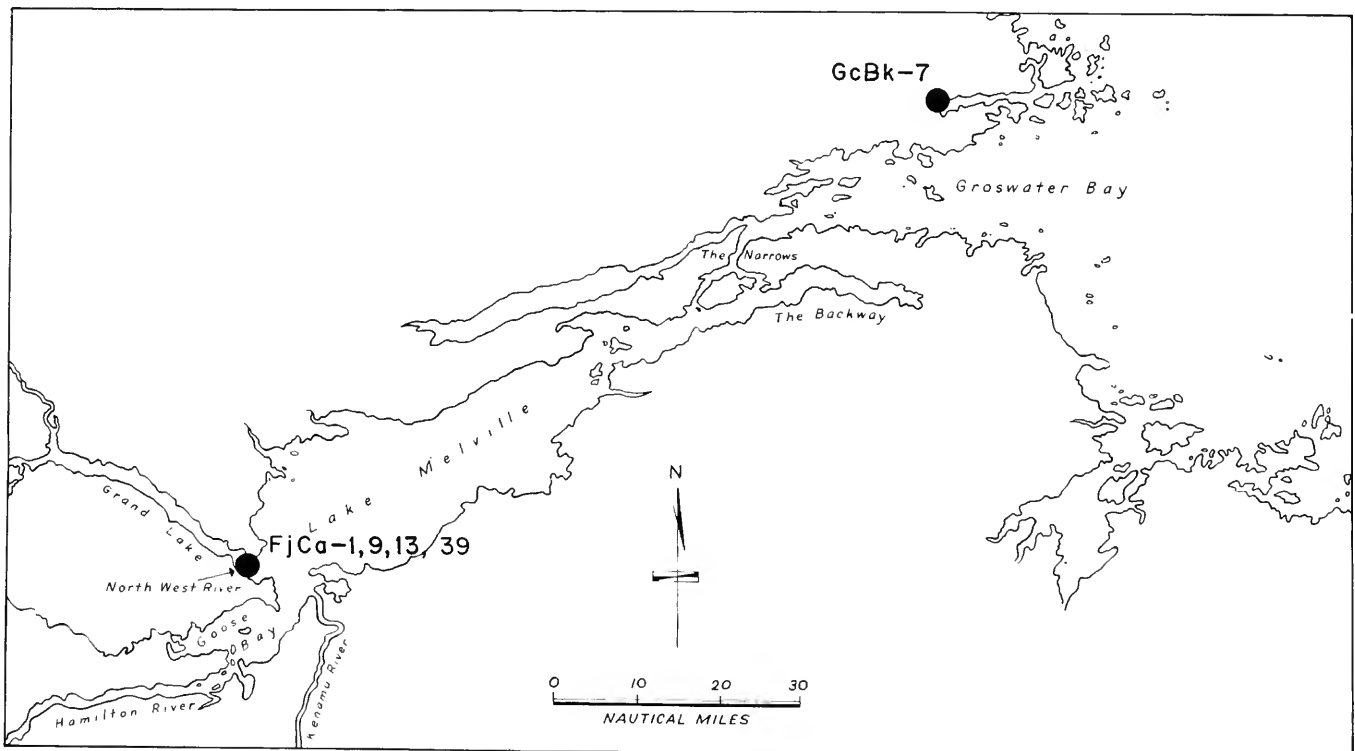 GcBk-7
Groswater Bay
The Narrows
The Backway
Lake Melville
N
Grand Lake
FjCa-1,9,13,39
North West River
Goose Bay
Kenamu River
Hamilton River
0 10 20 30
NAUTICAL MILES